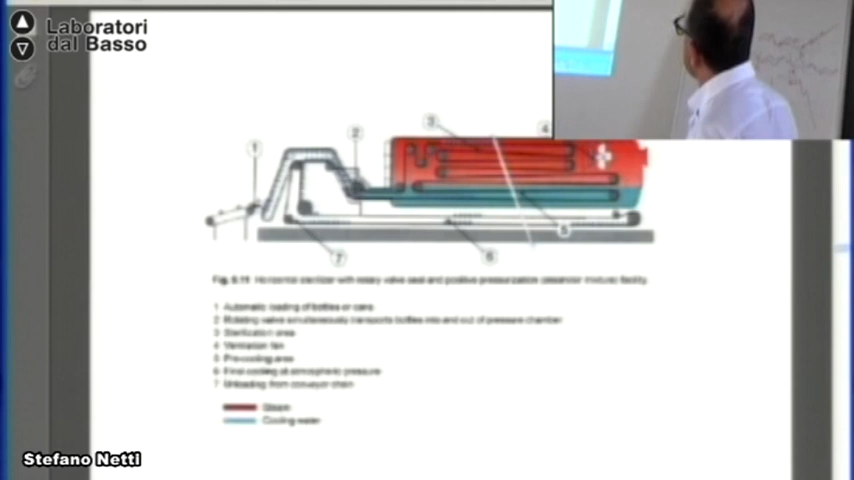 Laboratori
dal Basso
1
2
3
4
5
6
7
Fig. 6.11 Horizontal sterilizer with rotary valve seal and positive pressurization (steam/air mixture) facility.
1 Automatic loading of bottles or cans
2 Rotating valve simultaneously transports bottles into and out of pressure chamber
3 Sterilization area
4 Ventilation fan
5 Pre-cooling area
6 Final cooling at atmospheric pressure
7 Unloading from conveyor chain
Steam
Cooling water
Stefano Netti